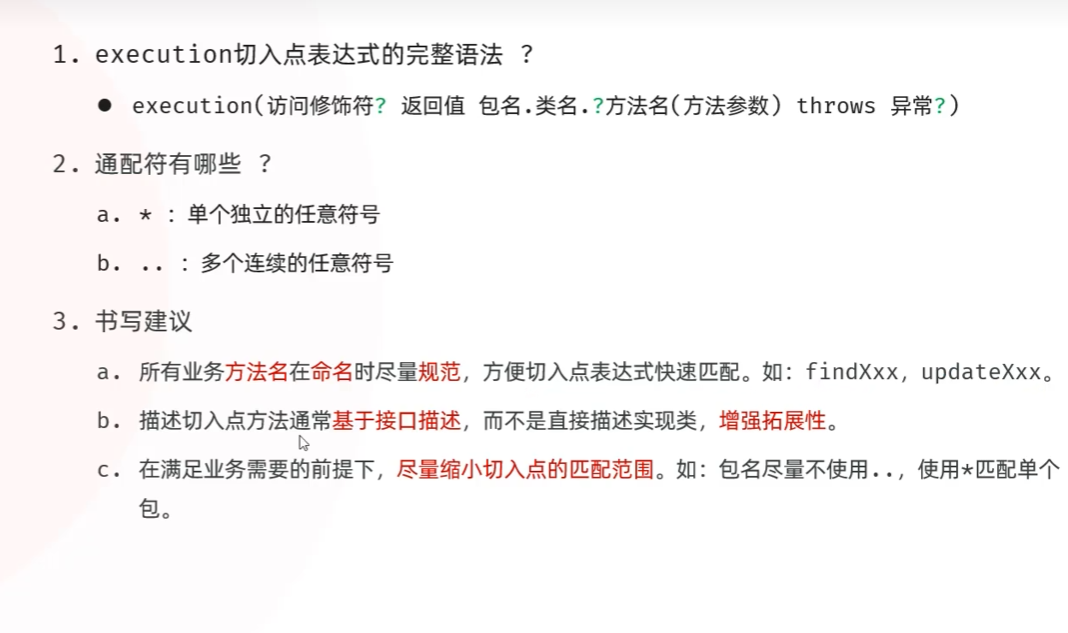 1. execution切入点表达式的完整语法 ？
● execution(访问修饰符? 返回值 包名.类名.?方法名(方法参数) throws 异常?)
2. 通配符有哪些 ？
a. * : 单个独立的任意符号
b. .. : 多个连续的任意符号
3. 书写建议
a. 所有业务方法名在命名时尽量规范，方便切入点表达式快速匹配。如：findXxx，updateXxx。
b. 描述切入点方法通常基于接口描述，而不是直接描述实现类，增强拓展性。
c. 在满足业务需要的前提下，尽量缩小切入点的匹配范围。如：包名尽量不使用..，使用*匹配单个
包。